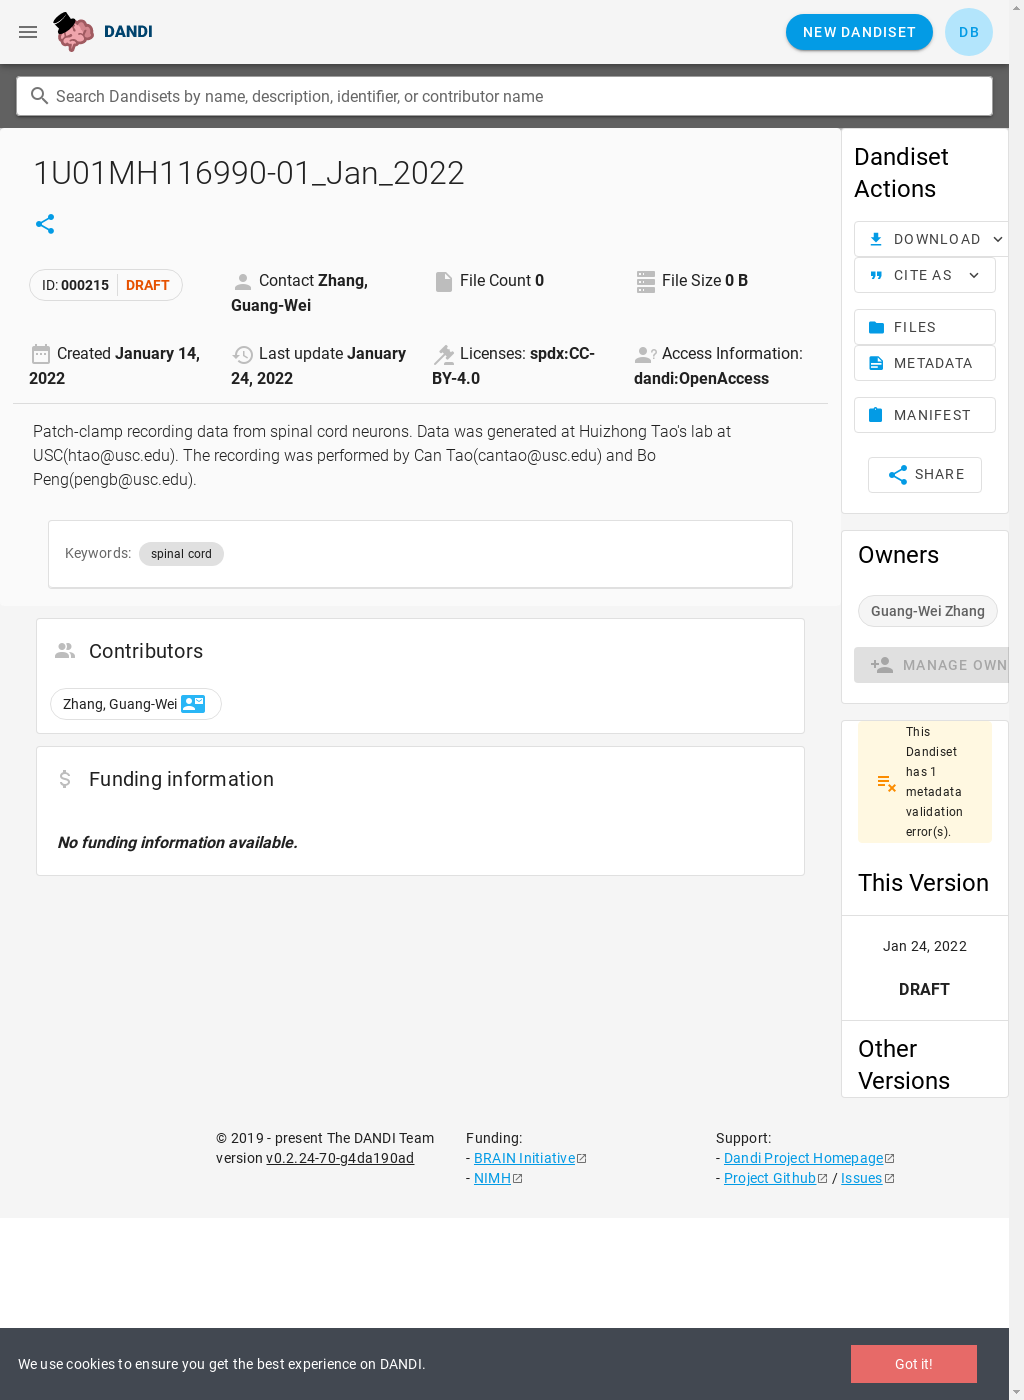 DANDI
NEW DANDISET
DB
Search Dandisets by name, description, identifier, or contributor name
1U01MH116990-01_Jan_2022
ID: 000215 DRAFT
Contact Zhang,
Guang-Wei
File Count 0
File Size 0 B
Created January 14,
2022
Last update January
24, 2022
Licenses: spdx:CC-
BY-4.0
Access Information:
dandi:OpenAccess
Patch-clamp recording data from spinal cord neurons. Data was generated at Huizhong Tao's lab at
USC(htao@usc.edu). The recording was performed by Can Tao(cantao@usc.edu) and Bo
Peng(pengb@usc.edu).
Keywords: spinal cord
Contributors
Zhang, Guang-Wei
Funding information
No funding information available.
Dandiset
Actions
DOWNLOAD
CITE AS
FILES
METADATA
MANIFEST
SHARE
Owners
Guang-Wei Zhang
MANAGE OWN
This
Dandiset
has 1
metadata
validation
error(s).
This Version
Jan 24, 2022
DRAFT
Other
Versions
© 2019 - present The DANDI Team
version v0.2.24-70-g4da190ad
Funding:
- BRAIN Initiative
- NIMH
Support:
- Dandi Project Homepage
- Project Github / Issues
We use cookies to ensure you get the best experience on DANDI.
Got it!